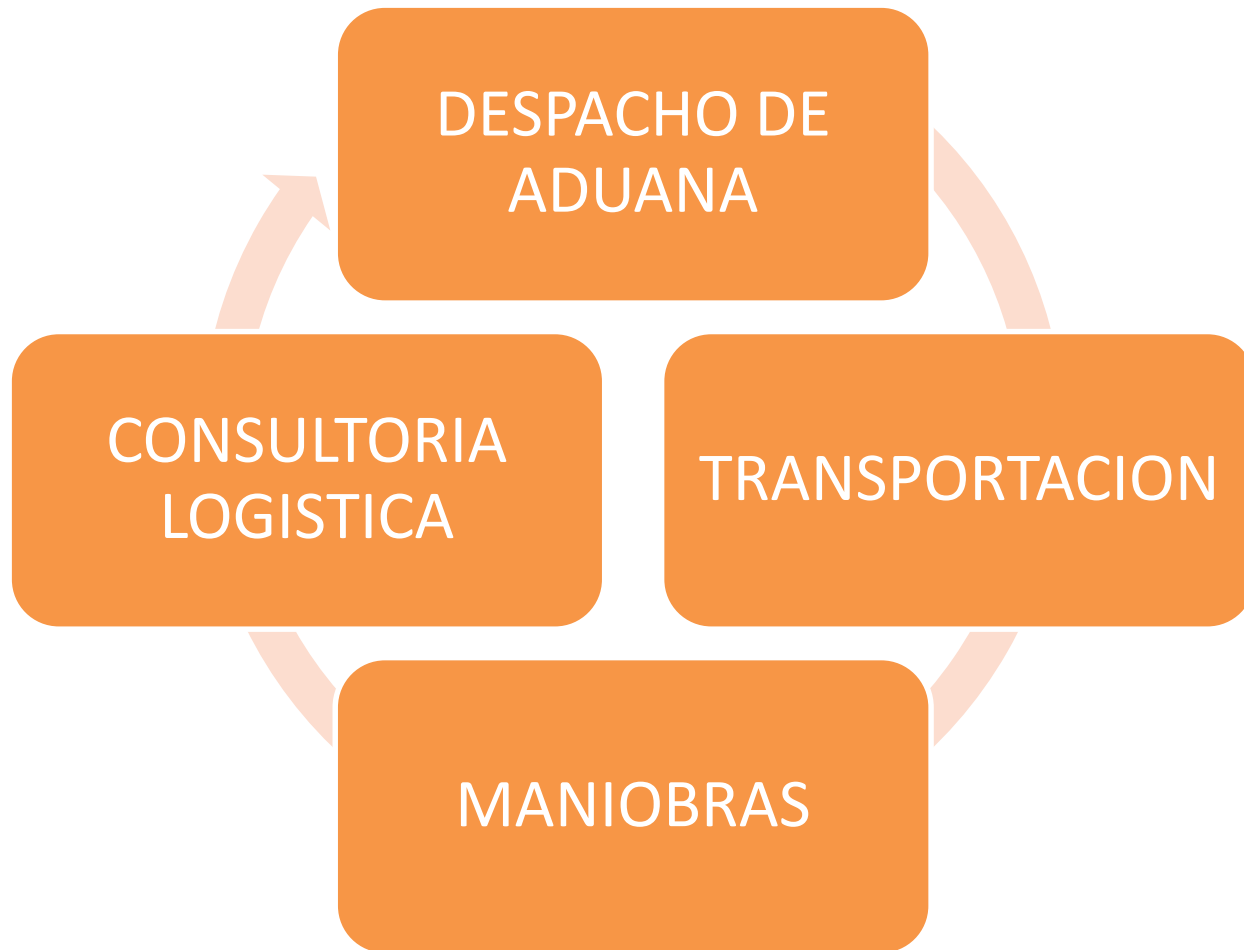 DESPACHO DE
ADUANA
TRANSPORTACION
MANIOBRAS
CONSULTORIA
LOGISTICA